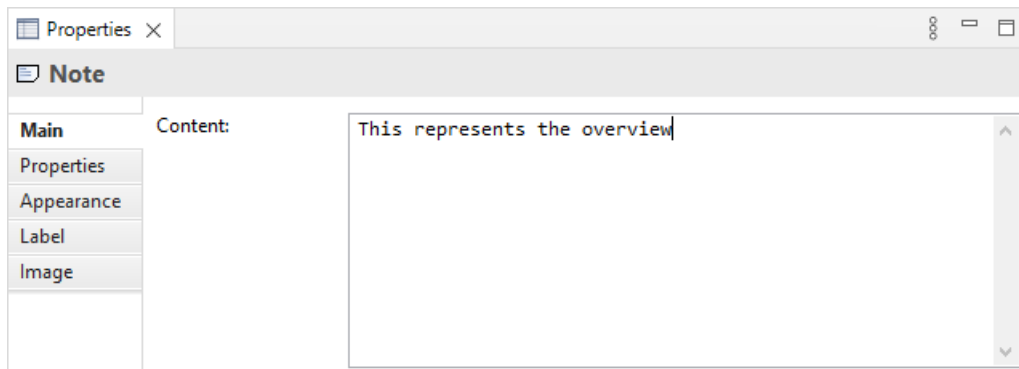 Properties
Note
Main
Content:
This represents the overview
Properties
Appearance
Label
Image